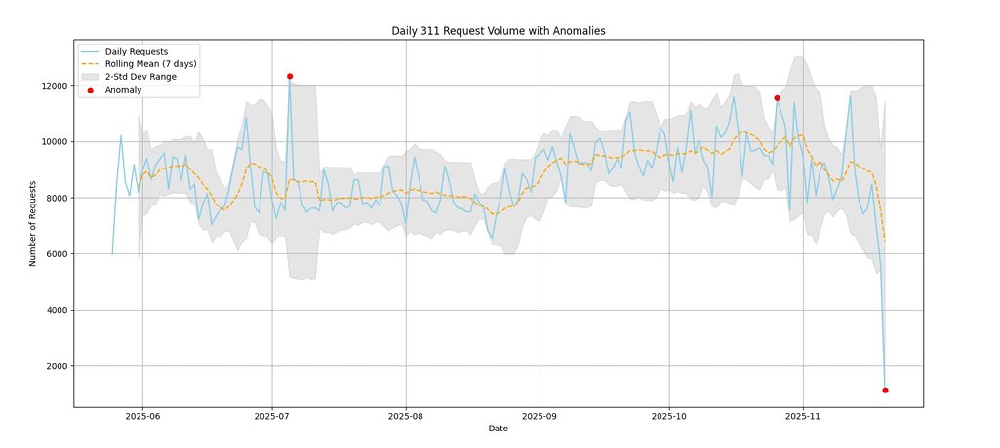 Daily 311 Request Volume with Anomalies
Daily Requests
Rolling Mean (7 days)
2-Std Dev Range
Anomaly
12000
10000
8000
6000
4000
2000
Number of Requests
2025-06
2025-07
2025-08
2025-09
2025-10
2025-11
Date